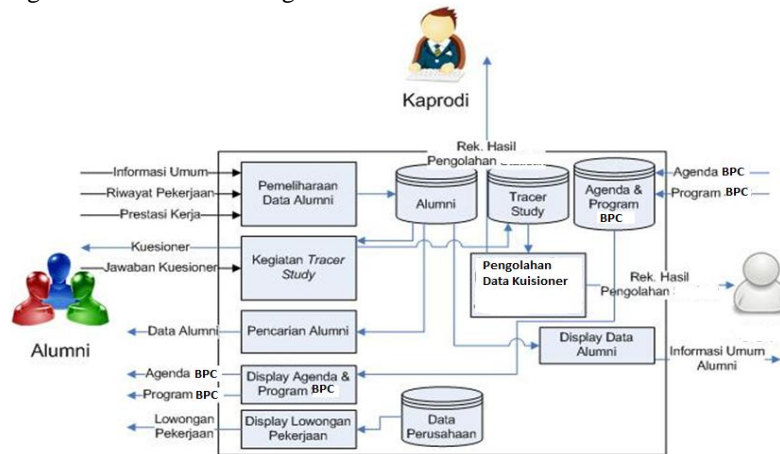 Kaprodi
Rek. Hasil
Pengolahan
Informasi Umum
Riwayat Pekerjaan
Prestasi Kerja
Pemeliharaan
Data Alumni
Alumni
Tracer
Study
Agenda &
Program
BPC
Agenda BPC
Program BPC
Kuesioner
Jawaban Kuesioner
Kegiatan Tracer
Study
Pengolahan
Data Kuisioner
Rek. Hasil
Pengolahan
Alumni
Data Alumni
Pencarian Alumni
Display Data
Alumni
Informasi Umum
Alumni
Agenda BPC
Program BPC
Display Agenda &
Program BPC
Lowongan
Pekerjaan
Display Lowongan
Pekerjaan
Data
Perusahaan